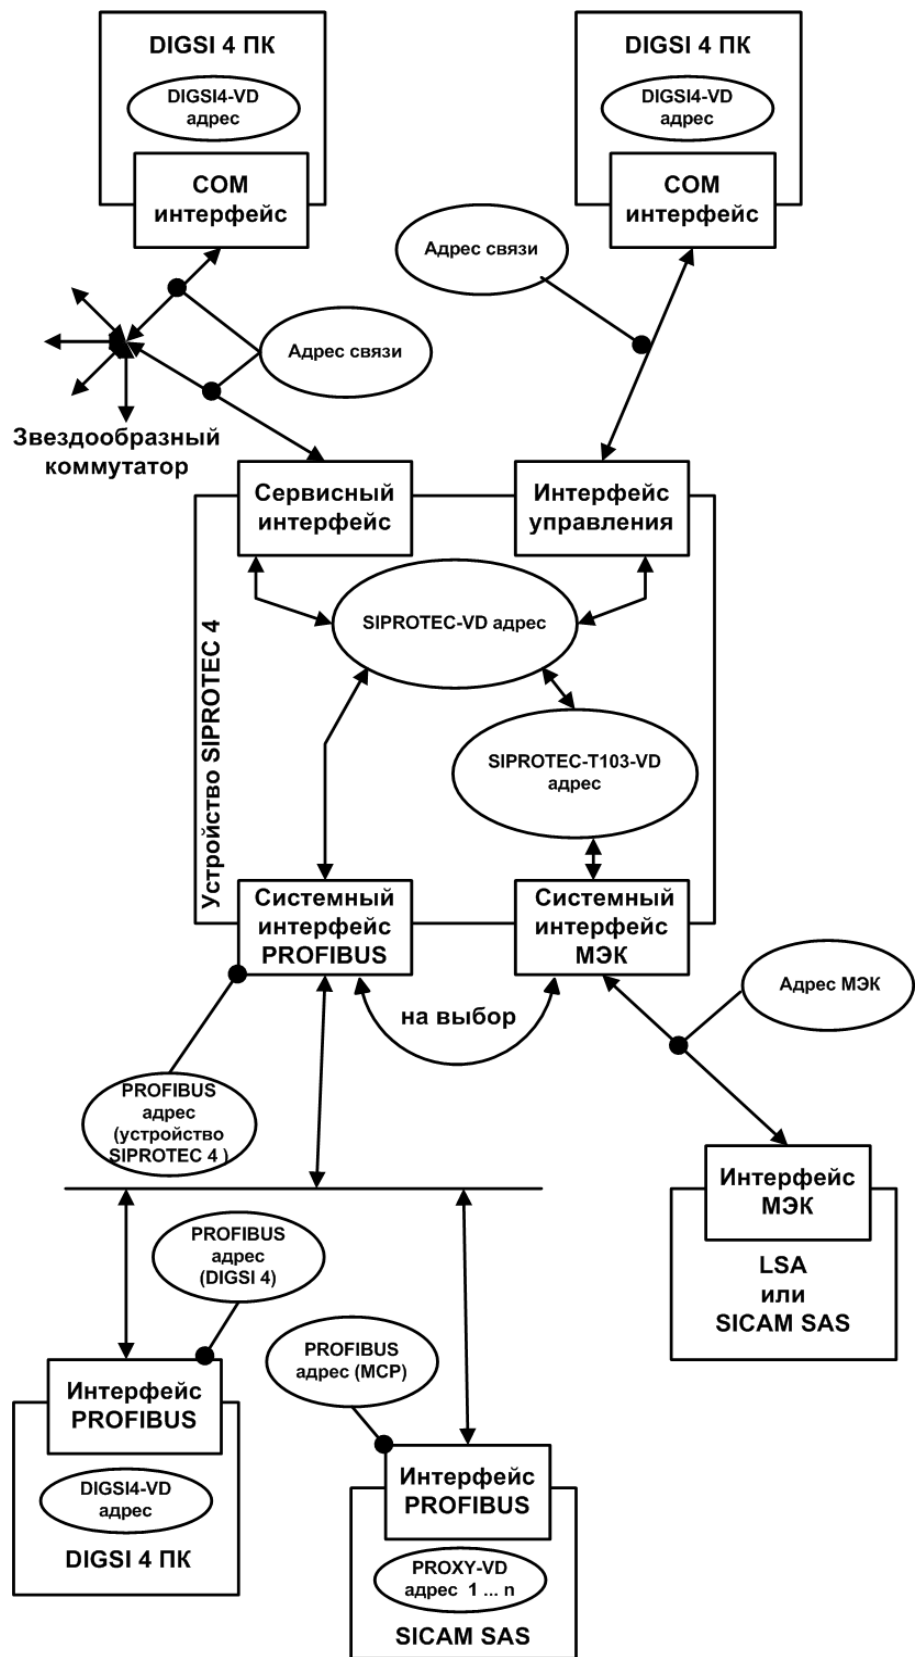 DIGSI 4 ПК
DIGSI4-VD
адрес
COM
интерфейс
DIGSI 4 ПК
DIGSI4-VD
адрес
COM
интерфейс
Адрес связи
Адрес связи
Звездообразный
коммутатор
Сервисный
интерфейс
Интерфейс
управления
Устройство SIPROTEC 4
SIPROTEC-VD адрес
SIPROTEC-T103-VD
адрес
Системный
интерфейс
PROFIBUS
Системный
интерфейс
МЭК
на выбор
Адрес МЭК
PROFIBUS
адрес
(устройство
SIPROTEC 4 )
Интерфейс
МЭК
LSA
или
SICAM SAS
PROFIBUS
адрес
(DIGSI 4)
PROFIBUS
адрес (MCP)
Интерфейс
PROFIBUS
DIGSI4-VD
адрес
DIGSI 4 ПК
Интерфейс
PROFIBUS
PROXY-VD
адрес 1 ... n
SICAM SAS